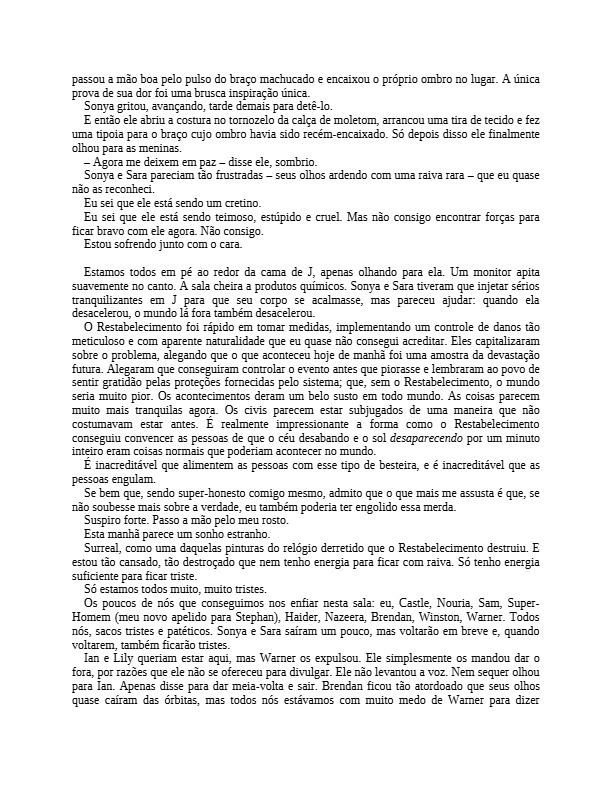 passou a mão boa pelo pulso do braço machucado e encaixou o próprio ombro no lugar. A única
prova de sua dor foi uma brusca inspiração única.
Sonya gritou, avançando, tarde demais para detê-lo.
E então ele abriu a costura no tornozelo da calça de moletom, arrancou uma tira de tecido e fez
uma tipoia para o braço cujo ombro havia sido recém-encaixado. Só depois disso ele finalmente
olhou para as meninas.
– Agora me deixem em paz – disse ele, sombrio.
Sonya e Sara pareciam tão frustradas – seus olhos ardendo com uma raiva rara – que eu quase
não as reconheci.
Eu sei que ele está sendo um cretino.
Eu sei que ele está sendo teimoso, estúpido e cruel. Mas não consigo encontrar forças para
ficar bravo com ele agora. Não consigo.
Estou sofrendo junto com o cara.
Estamos todos em pé ao redor da cama de J, apenas olhando para ela. Um monitor apita
suavemente no canto. A sala cheira a produtos químicos. Sonya e Sara tiveram que injetar sérios
tranquilizantes em J para que seu corpo se acalmasse, mas pareceu ajudar: quando ela
desacelerou, o mundo lá fora também desacelerou.
O Restabelecimento foi rápido em tomar medidas, implementando um controle de danos tão
meticuloso e com aparente naturalidade que eu quase não consegui acreditar. Eles capitalizaram
sobre o problema, alegando que o que aconteceu hoje de manhã foi uma amostra da devastação
futura. Alegaram que conseguiram controlar o evento antes que piorasse e lembraram ao povo de
sentir gratidão pelas proteções fornecidas pelo sistema; que, sem o Restabelecimento, o mundo
seria muito pior. Os acontecimentos deram um belo susto em todo mundo. As coisas parecem
muito mais tranquilas agora. Os civis parecem estar subjugados de uma maneira que não
costumavam estar antes. É realmente impressionante a forma como o Restabelecimento
conseguiu convencer as pessoas de que o céu desabando e o sol desaparecendo por um minuto
inteiro eram coisas normais que poderiam acontecer no mundo.
É inacreditável que alimentem as pessoas com esse tipo de besteira, e é inacreditável que as
pessoas engulam.
Se bem que, sendo super-honesto comigo mesmo, admito que o que mais me assusta é que, se
não soubesse mais sobre a verdade, eu também poderia ter engolido essa merda.
Suspiro forte. Passo a mão pelo meu rosto.
Esta manhã parece um sonho estranho.
Surreal, como uma daquelas pinturas do relógio derretido que o Restabelecimento destruiu. E
estou tão cansado, tão destroçado que nem tenho energia para ficar com raiva. Só tenho energia
suficiente para ficar triste.
Só estamos todos muito, muito tristes.
Os poucos de nós que conseguimos nos enfiar nesta sala: eu, Castle, Nouria, Sam, Super-
Homem (meu novo apelido para Stephan), Haider, Nazeera, Brendan, Winston, Warner. Todos
nós, sacos tristes e patéticos. Sonya e Sara saíram um pouco, mas voltarão em breve e, quando
voltarem, também ficarão tristes.
Ian e Lily queriam estar aqui, mas Warner os expulsou. Ele simplesmente os mandou dar o
fora, por razões que ele não se ofereceu para divulgar. Ele não levantou a voz. Nem sequer olhou
para Ian. Apenas disse para dar meia-volta e sair. Brendan ficou tão atordoado que seus olhos
quase caíram das órbitas, mas todos nós estávamos com muito medo de Warner para dizer